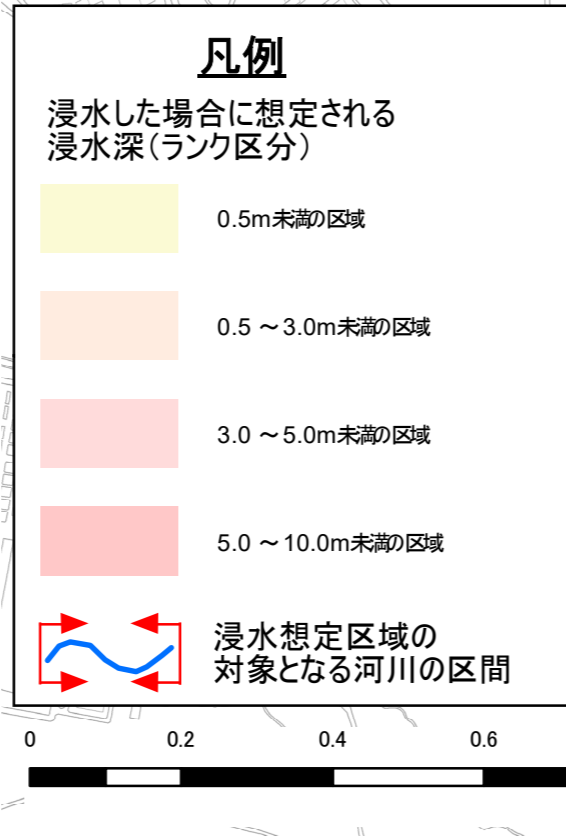 凡例
浸水した場合に想定される
浸水深(ランク区分)
0.5m未満の区域
0.5 ～3.0m未満の区域
3.0 ～5.0m未満の区域
5.0 ～10.0m未満の区域
浸水想定区域の
対象となる河川の区間
0 0.2 0.4 0.6